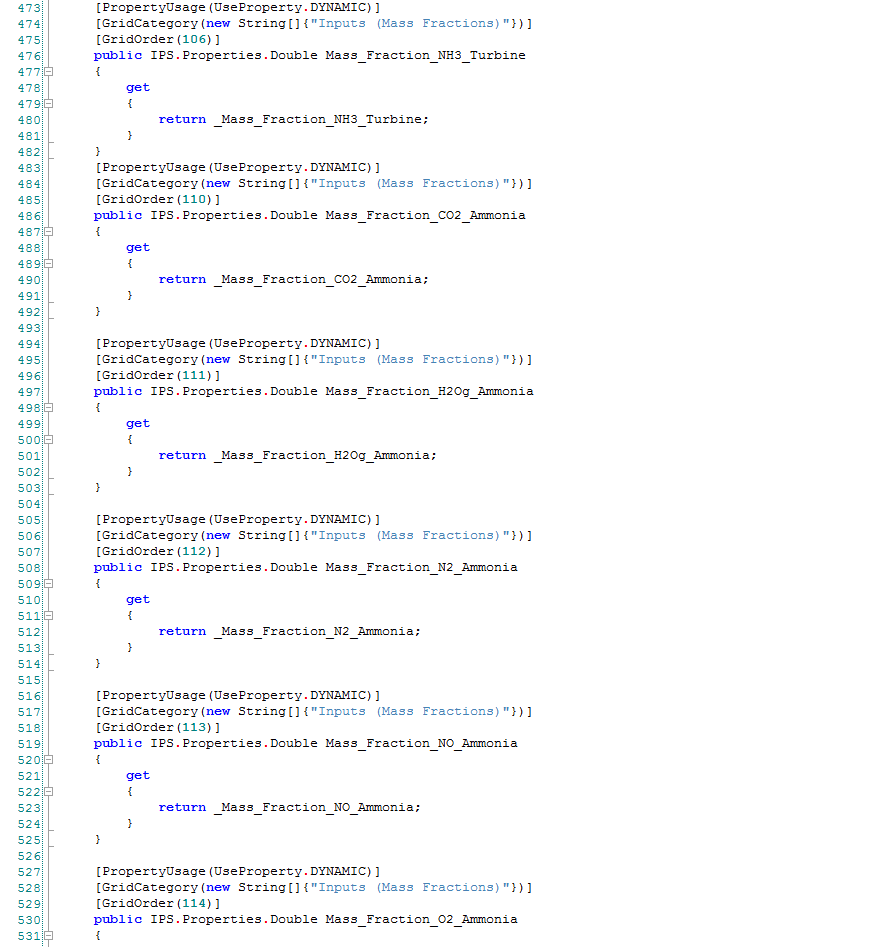 473 [PropertyUsage(UseProperty.DYNAMIC)]
474 [GridCategory(new String[]{"Inputs (Mass Fractions)"})]
475 [GridOrder(106)]
476 public IPS.Properties.Double Mass_Fraction_NH3_Turbine
477 {
478 get
479 {
480 return _Mass_Fraction_NH3_Turbine;
481 }
482 }
483 [PropertyUsage(UseProperty.DYNAMIC)]
484 [GridCategory(new String[]{"Inputs (Mass Fractions)"})]
485 [GridOrder(110)]
486 public IPS.Properties.Double Mass_Fraction_CO2_Ammonia
487 {
488 get
489 {
490 return _Mass_Fraction_CO2_Ammonia;
491 }
492 }
493
494 [PropertyUsage(UseProperty.DYNAMIC)]
495 [GridCategory(new String[]{"Inputs (Mass Fractions)"})]
496 [GridOrder(111)]
497 public IPS.Properties.Double Mass_Fraction_H2Og_Ammonia
498 {
499 get
500 {
501 return _Mass_Fraction_H2Og_Ammonia;
502 }
503 }
504
505 [PropertyUsage(UseProperty.DYNAMIC)]
506 [GridCategory(new String[]{"Inputs (Mass Fractions)"})]
507 [GridOrder(112)]
508 public IPS.Properties.Double Mass_Fraction_N2_Ammonia
509 {
510 get
511 {
512 return _Mass_Fraction_N2_Ammonia;
513 }
514 }
515
516 [PropertyUsage(UseProperty.DYNAMIC)]
517 [GridCategory(new String[]{"Inputs (Mass Fractions)"})]
518 [GridOrder(113)]
519 public IPS.Properties.Double Mass_Fraction_NO_Ammonia
520 {
521 get
522 {
523 return _Mass_Fraction_NO_Ammonia;
524 }
525 }
526
527 [PropertyUsage(UseProperty.DYNAMIC)]
528 [GridCategory(new String[]{"Inputs (Mass Fractions)"})]
529 [GridOrder(114)]
530 public IPS.Properties.Double Mass_Fraction_O2_Ammonia
531 {